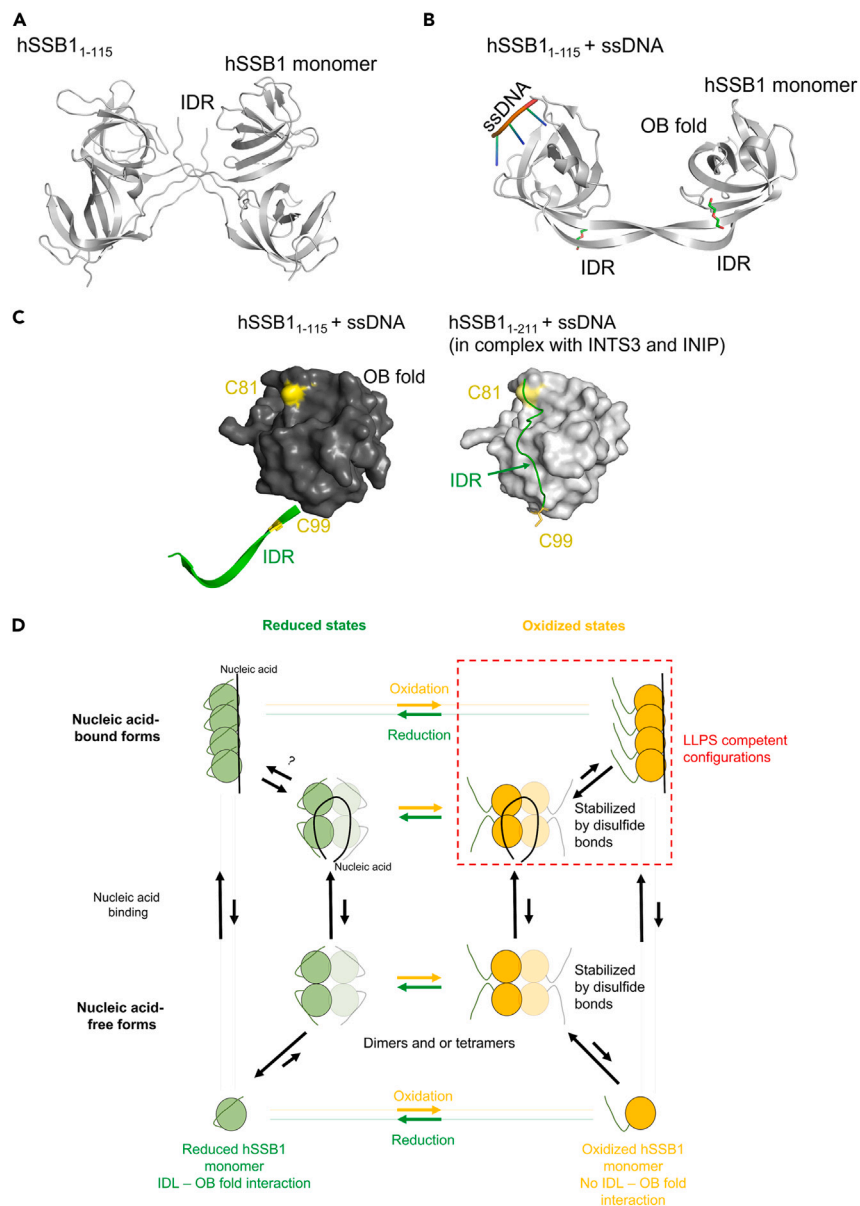 A
hSSB1₁₋₁₁₅
IDR
hSSB1 monomer
B
hSSB1₁₋₁₁₅ + ssDNA
hSSB1 monomer
ssDNA
OB fold
IDR
IDR
C
hSSB1₁₋₁₁₅ + ssDNA
hSSB1₁₋₂₁₁ + ssDNA
(in complex with INTS3 and INIP)
C81
OB fold
C81
IDR
C99
IDR
C99
D
Reduced states
Oxidized states
Nucleic acid
Oxidation
Nucleic acid-
bound forms
Reduction
LLPS competent
configurations
?
Stabilized
by disulfide
bonds
Nucleic acid
Nucleic acid
binding
Stabilized
by disulfide
bonds
Nucleic acid-
free forms
Dimers and or tetramers
Oxidation
Reduction
Reduced hSSB1
monomer
IDL – OB fold interaction
Oxidized hSSB1
monomer
No IDL – OB fold
interaction